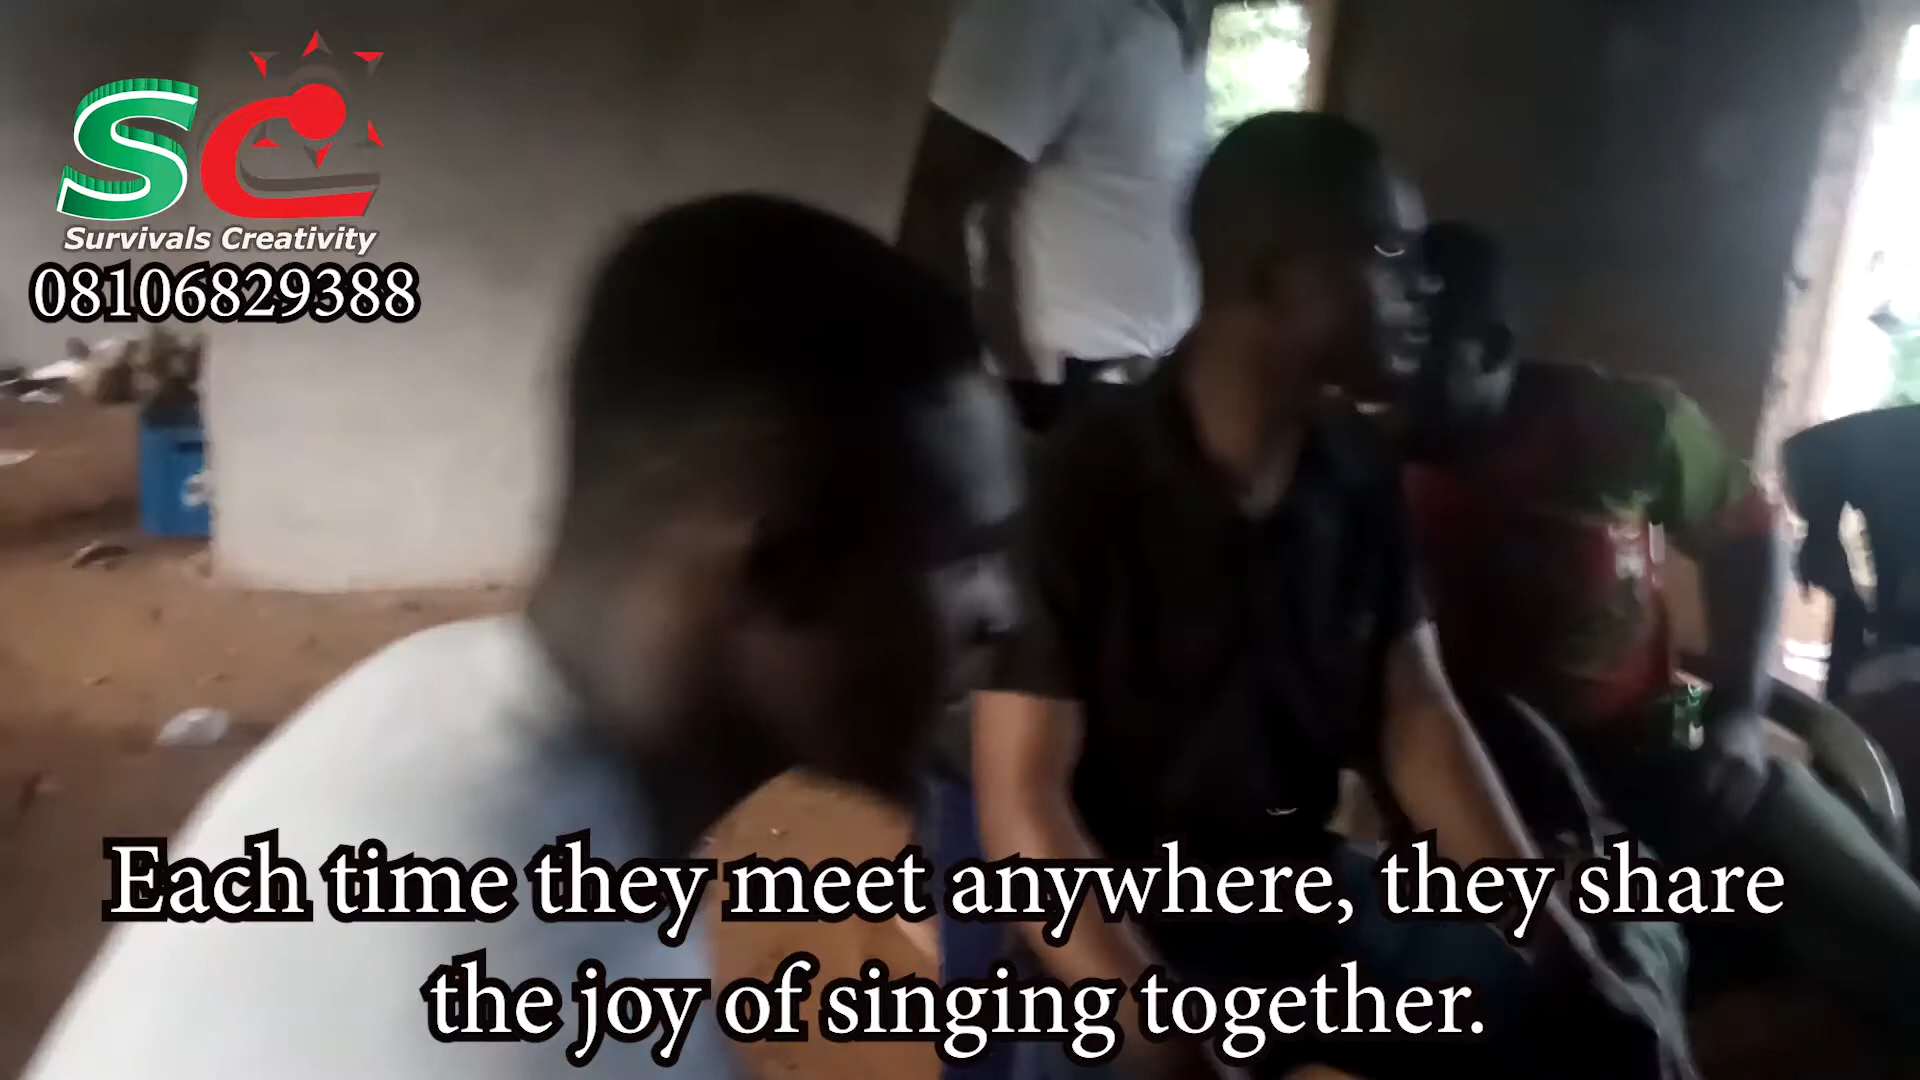 SC
Survivals Creativity
08106829388
Each time they meet anywhere, they share
the joy of singing together.